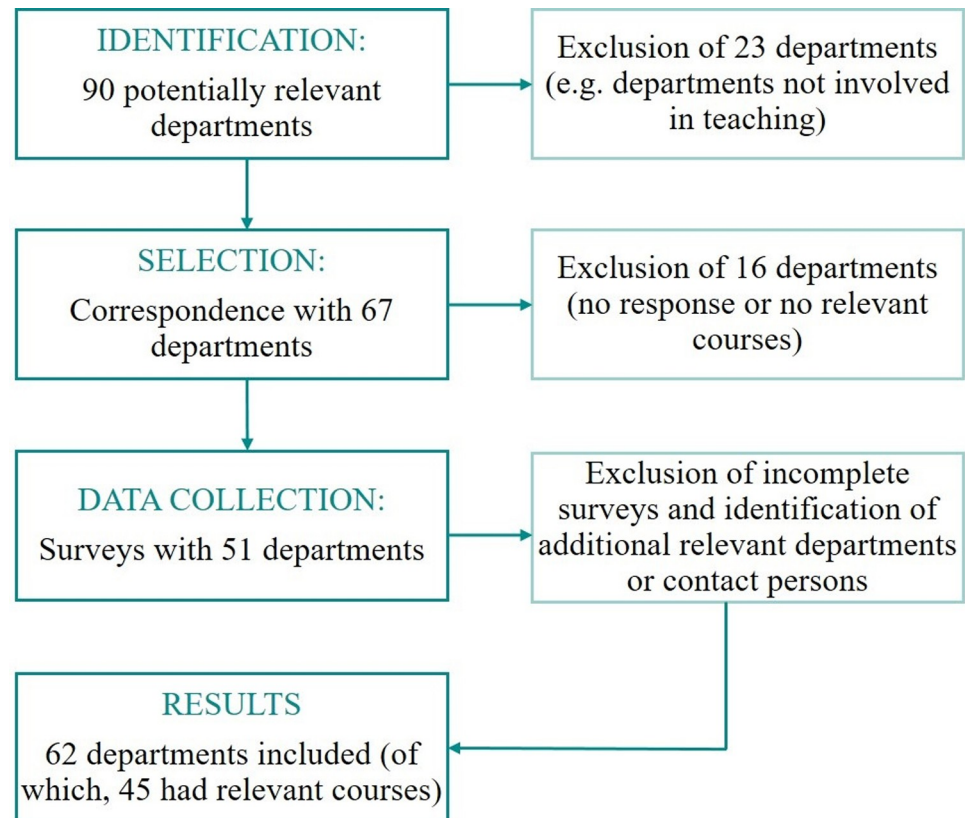 IDENTIFICATION:
90 potentially relevant
departments
Exclusion of 23 departments
(e.g. departments not involved
in teaching)
SELECTION:
Correspondence with 67
departments
Exclusion of 16 departments
(no response or no relevant
courses)
DATA COLLECTION:
Surveys with 51 departments
Exclusion of incomplete
surveys and identification of
additional relevant departments
or contact persons
RESULTS
62 departments included (of
which, 45 had relevant courses)